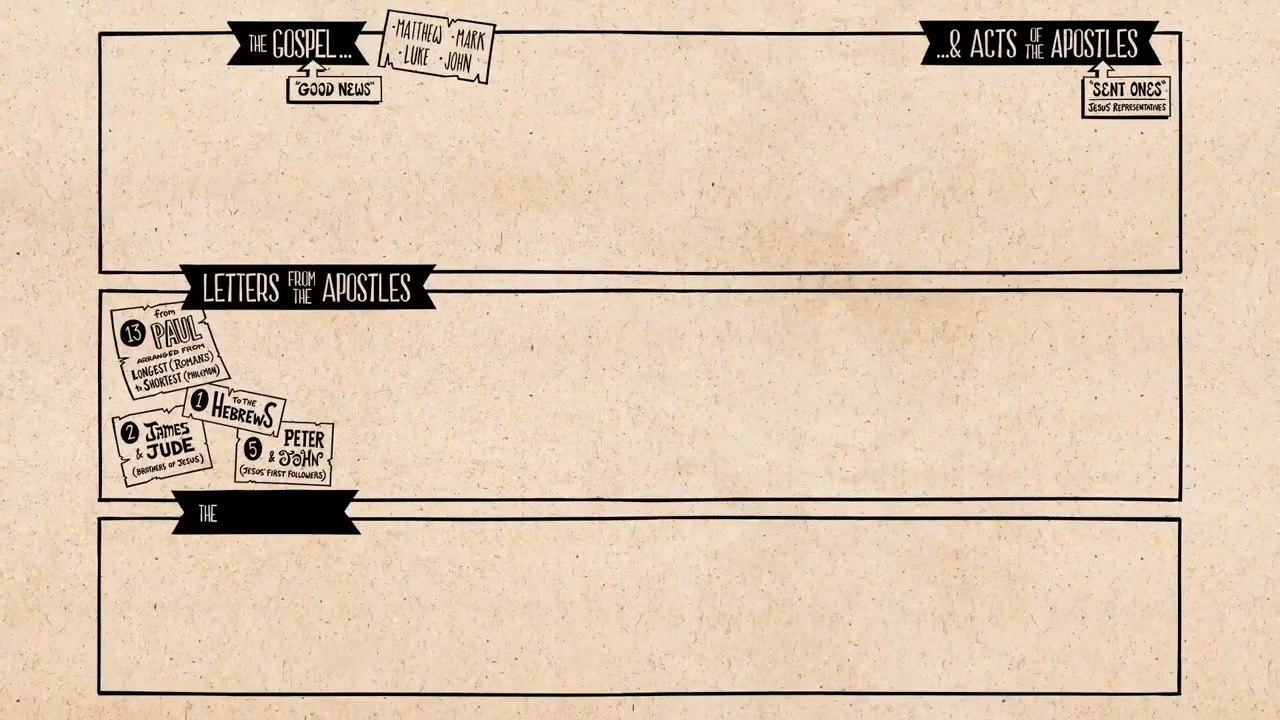 THE GOSPEL...
"GOOD NEWS"
·MATTHEW ·MARK
·LUKE ·JOHN
...& ACTS OF THE APOSTLES
"SENT ONES"
JESUS' REPRESENTATIVES
LETTERS FROM THE APOSTLES
13 from PAUL
ARRANGED FROM
LONGEST (ROMANS)
to SHORTEST (PHILEMON)
1 TO THE
HEBREWS
2 JAMES
& JUDE
(BROTHERS OF JESUS)
5 PETER
& JOHN
(JESUS' FIRST FOLLOWERS)
THE